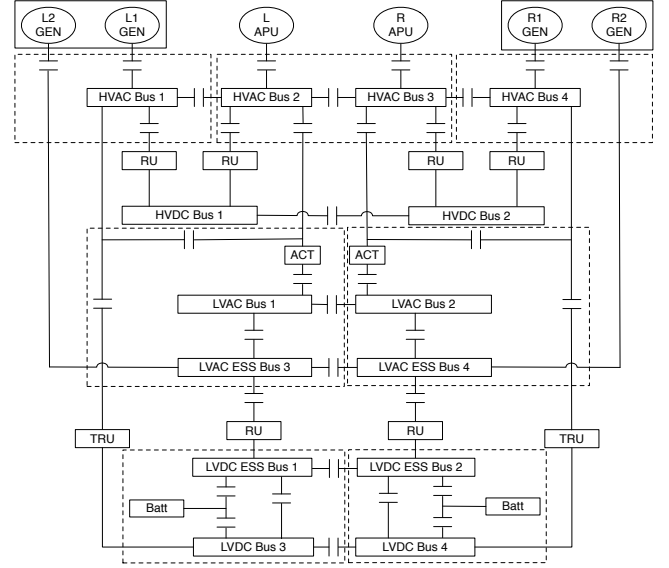 L2 GEN
L1 GEN
L APU
R APU
R1 GEN
R2 GEN
HVAC Bus 1
HVAC Bus 2
HVAC Bus 3
HVAC Bus 4
RU
RU
RU
RU
HVDC Bus 1
HVDC Bus 2
ACT
ACT
LVAC Bus 1
LVAC Bus 2
LVAC ESS Bus 3
LVAC ESS Bus 4
TRU
RU
RU
TRU
LVDC ESS Bus 1
LVDC ESS Bus 2
Batt
Batt
LVDC Bus 3
LVDC Bus 4